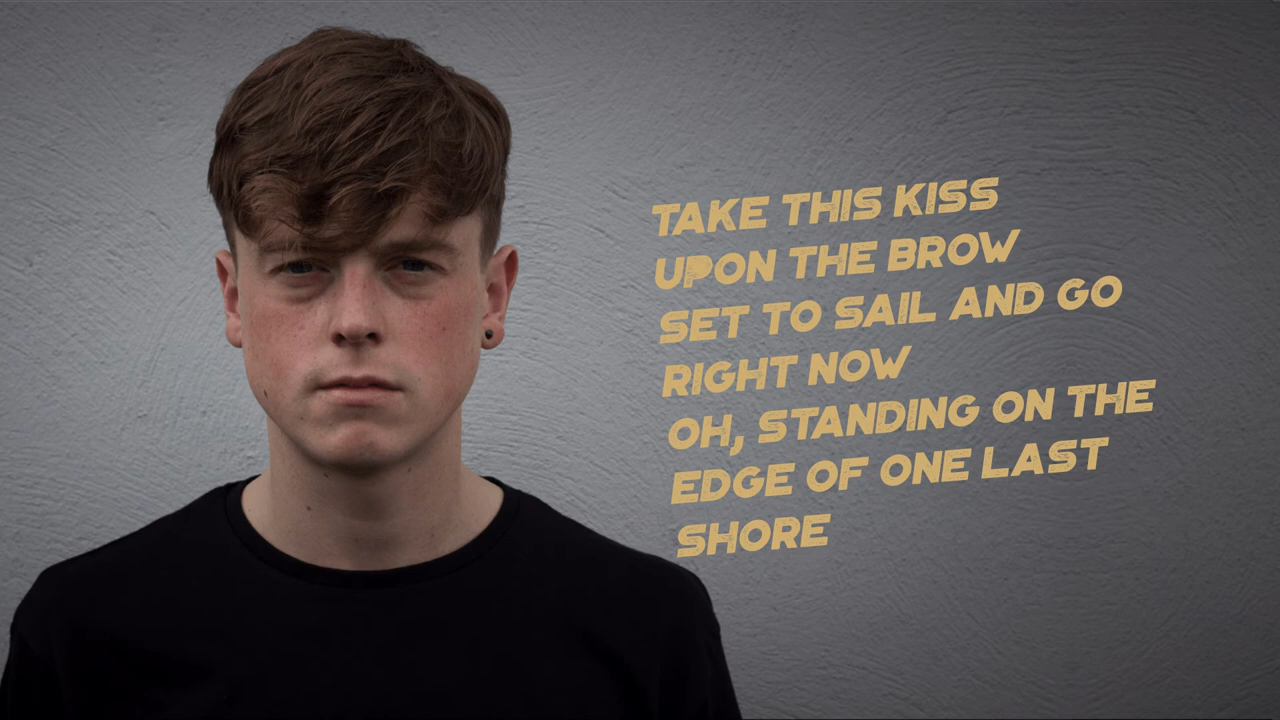 TAKE THIS KISS
UPON THE BROW
SET TO SAIL AND GO
RIGHT NOW
OH, STANDING ON THE
EDGE OF ONE LAST
SHORE